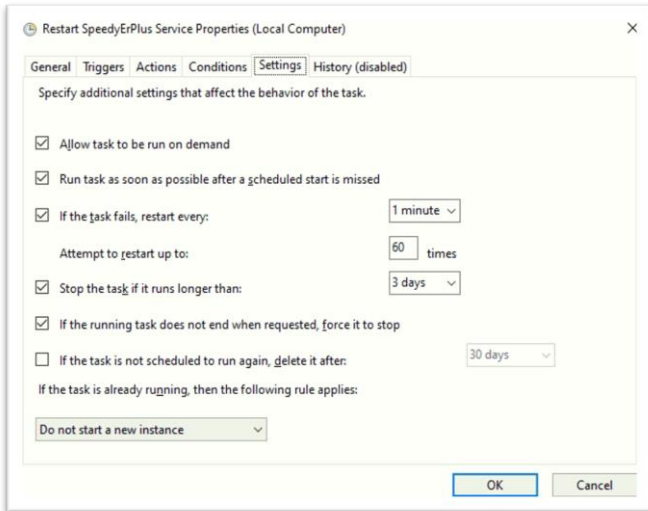 Restart SpeedyErPlus Service Properties (Local Computer)
General Triggers Actions Conditions Settings History (disabled)
Specify additional settings that affect the behavior of the task.
Allow task to be run on demand
Run task as soon as possible after a scheduled start is missed
If the task fails, restart every: 1 minute
Attempt to restart up to: 60 times
Stop the task if it runs longer than: 3 days
If the running task does not end when requested, force it to stop
If the task is not scheduled to run again, delete it after: 30 days
If the task is already running, then the following rule applies:
Do not start a new instance
OK Cancel